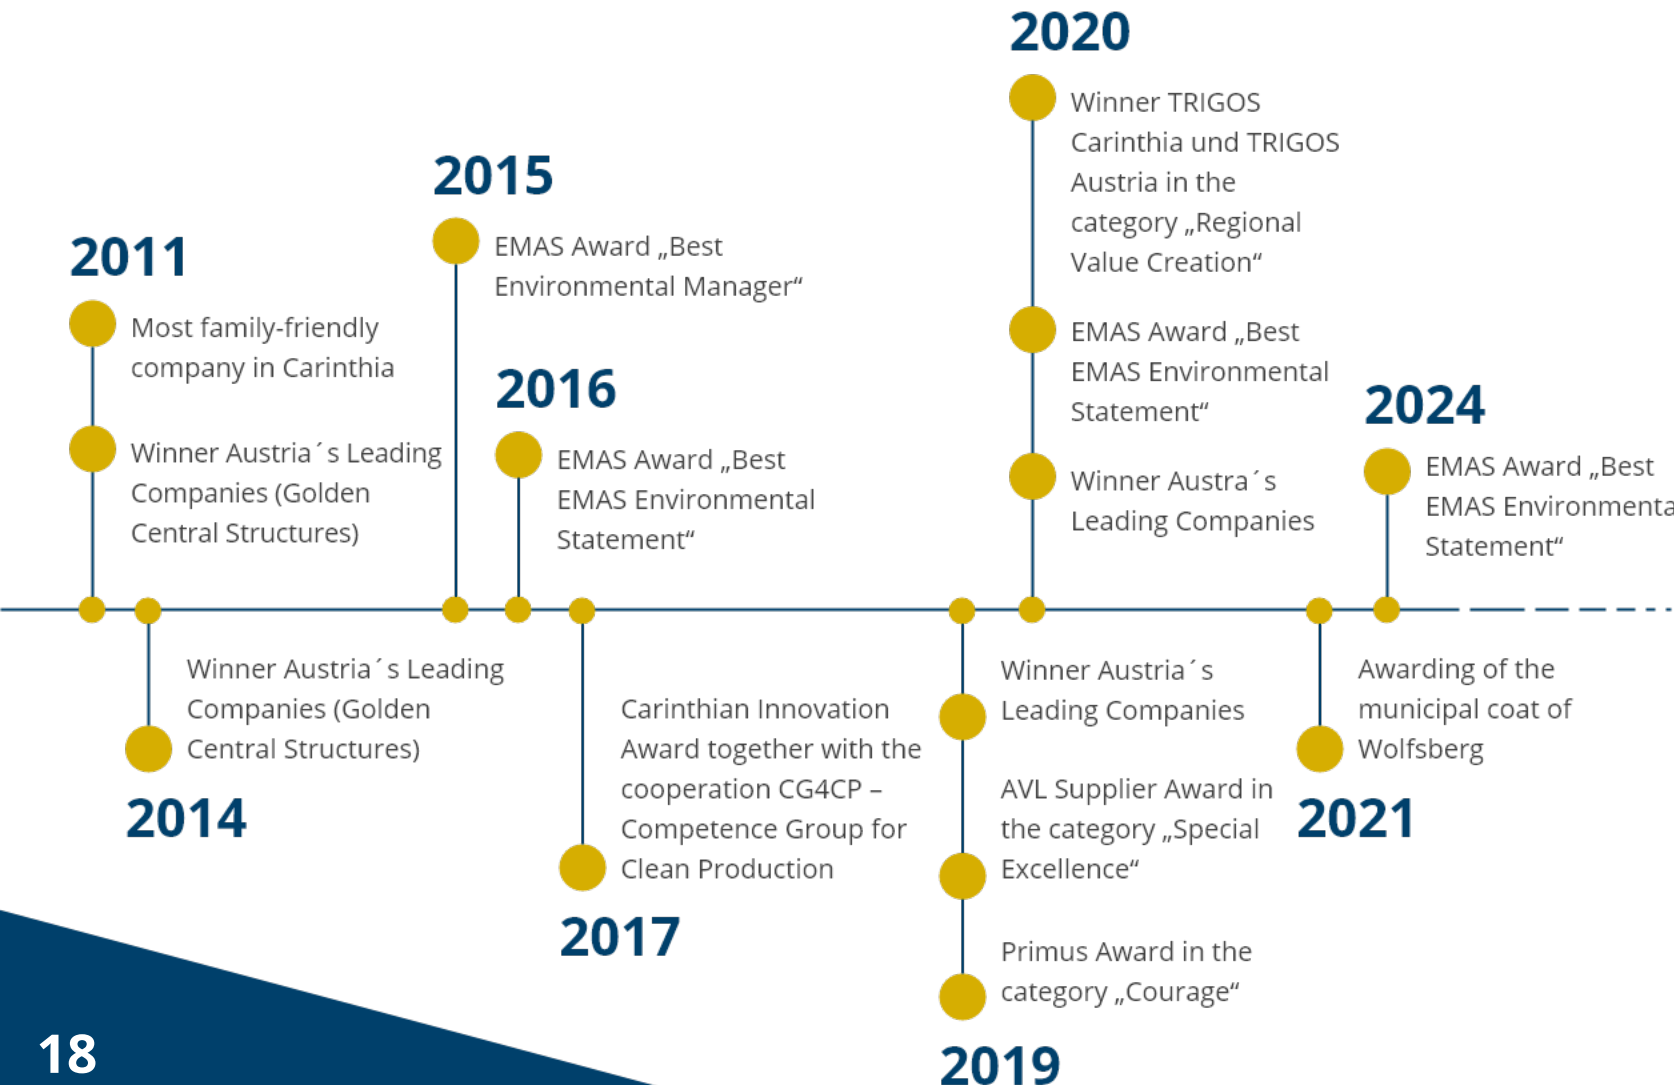 2011
Most family-friendly
company in Carinthia
Winner Austria´s Leading
Companies (Golden
Central Structures)
Winner Austria´s Leading
Companies (Golden
Central Structures)
2014
2015
EMAS Award „Best
Environmental Manager“
2016
EMAS Award „Best
EMAS Environmental
Statement“
Carinthian Innovation
Award together with the
cooperation CG4CP –
Competence Group for
Clean Production
2017
Winner Austria´s
Leading Companies
AVL Supplier Award in
the category „Special
Excellence“
Primus Award in the
category „Courage“
2019
2020
Winner TRIGOS
Carinthia und TRIGOS
Austria in the
category „Regional
Value Creation“
EMAS Award „Best
EMAS Environmental
Statement“
Winner Austra´s
Leading Companies
Awarding of the
municipal coat of
Wolfsberg
2021
2024
EMAS Award „Best
EMAS Environmenta
Statement“
18